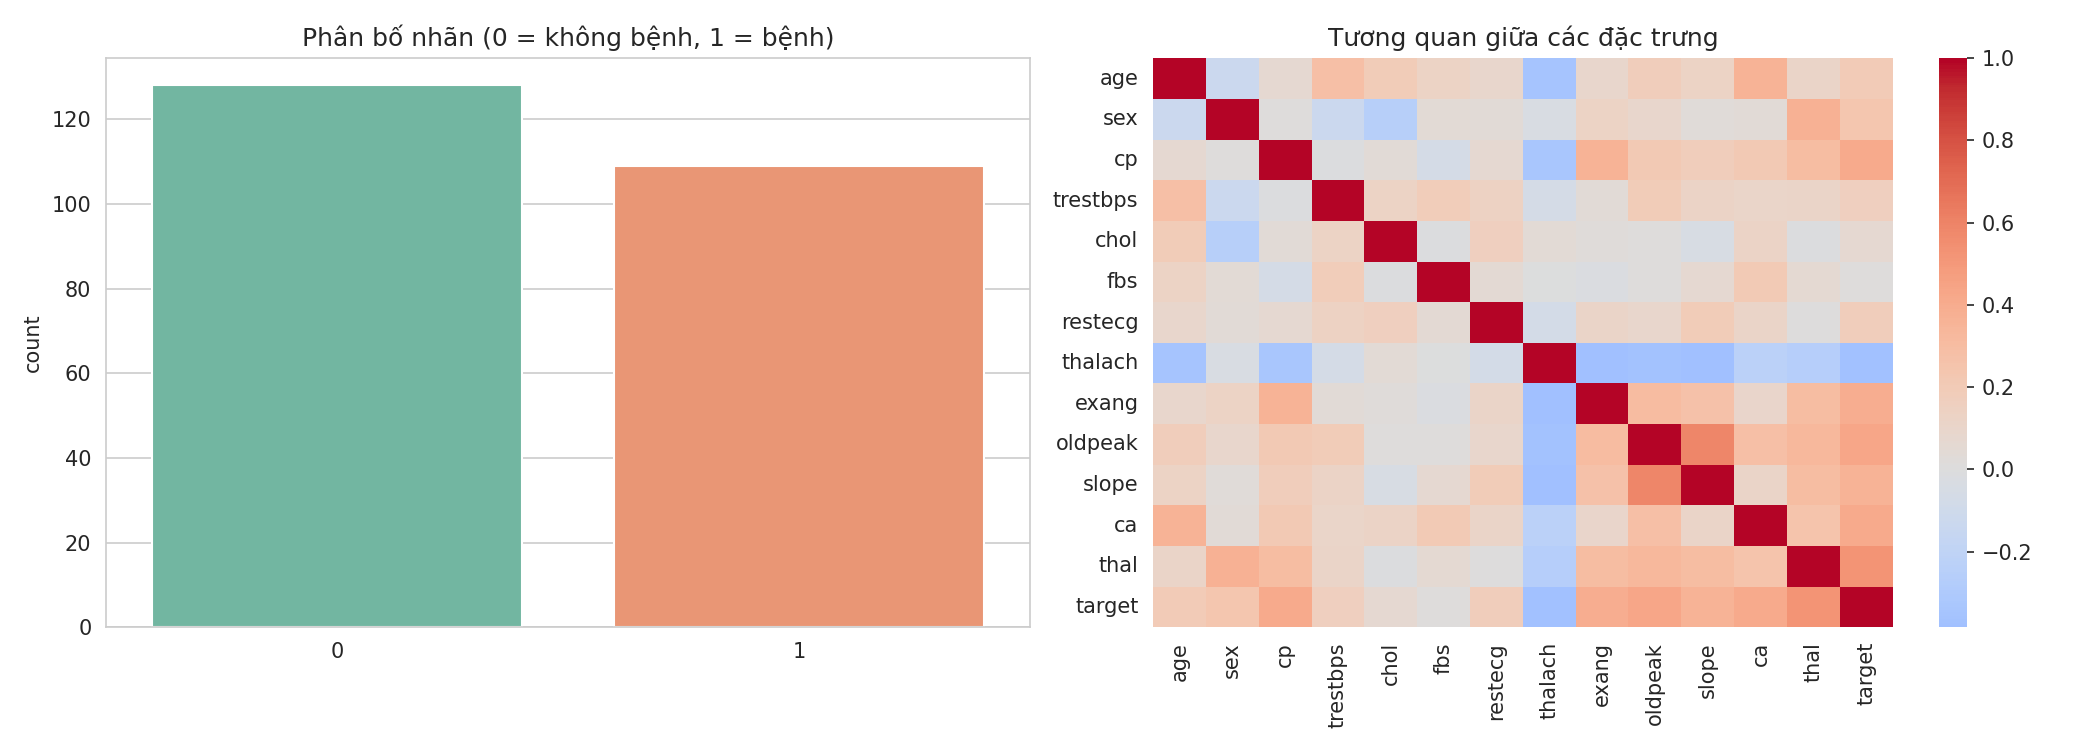 Phân bố nhãn (0 = không bệnh, 1 = bệnh)
count
120
100
80
60
40
20
0
0 1
Tương quan giữa các đặc trưng
age
sex
cp
trestbps
chol
fbs
restecg
thalach
exang
oldpeak
slope
ca
thal
target
age sex cp trestbps chol fbs restecg thalach exang oldpeak slope ca thal target
1.0
0.8
0.6
0.4
0.2
0.0
−0.2